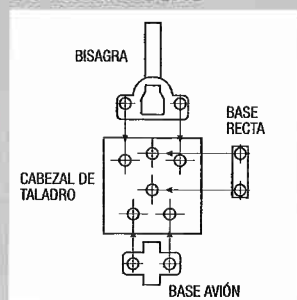 BISAGRA
BASE
RECTA
CABEZAL DE
TALADRO
BASE AVIÓN